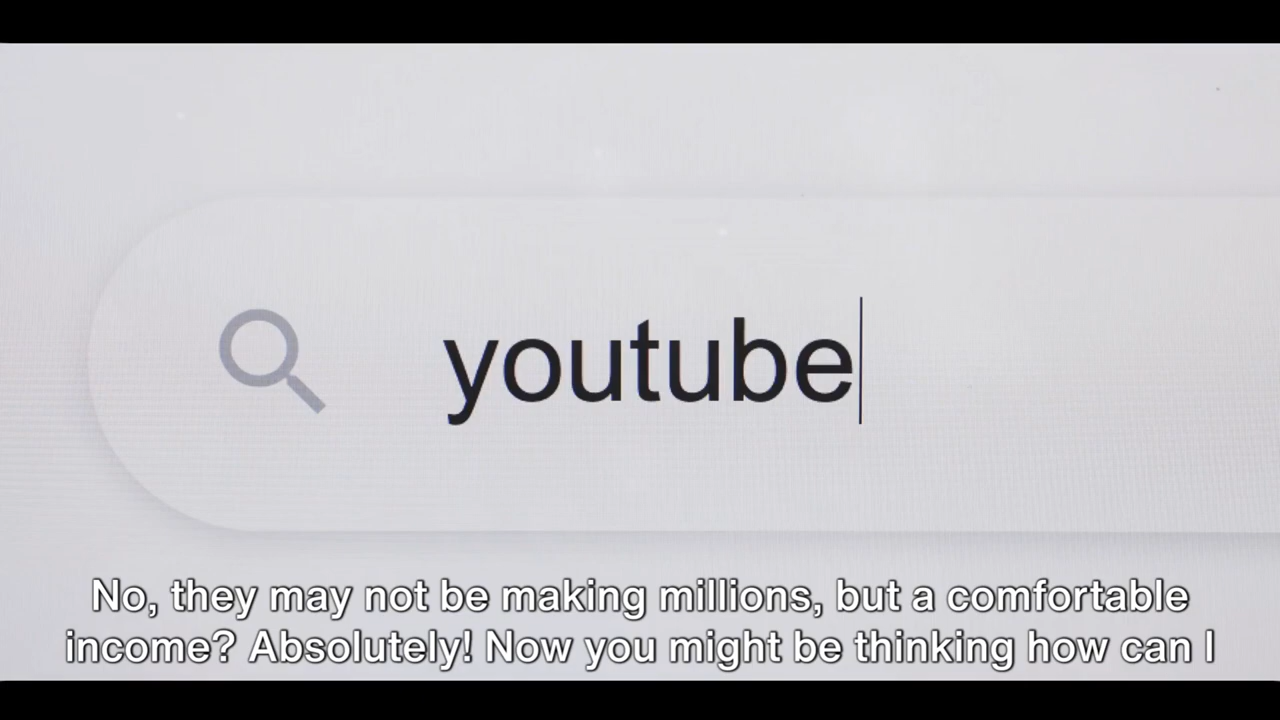 youtube
No, they may not be making millions, but a comfortable
income? Absolutely! Now you might be thinking how can I